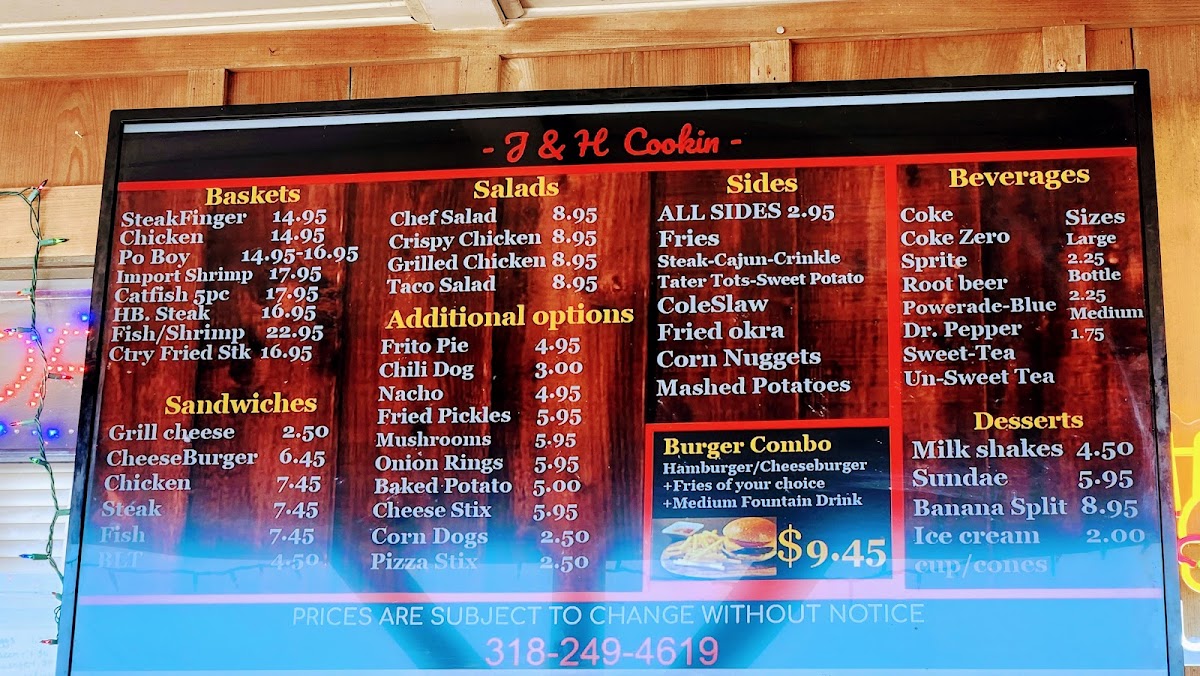 - J & H Cookin -
Baskets
SteakFinger 14.95
Chicken 14.95
Po Boy 14.95-16.95
Import Shrimp 17.95
Catfish 5pc 17.95
HB. Steak 16.95
Fish/Shrimp 22.95
Ctry Fried Stk 16.95
Sandwiches
Grill cheese 2.50
CheeseBurger 6.45
Chicken 7.45
Steak 7.45
Fish 7.45
BLT 4.50
Salads
Chef Salad 8.95
Crispy Chicken 8.95
Grilled Chicken 8.95
Taco Salad 8.95
Additional options
Frito Pie 4.95
Chili Dog 3.00
Nacho 4.95
Fried Pickles 5.95
Mushrooms 5.95
Onion Rings 5.95
Baked Potato 5.00
Cheese Stix 5.95
Corn Dogs 2.50
Pizza Stix 2.50
Sides
ALL SIDES 2.95
Fries
Steak-Cajun-Crinkle
Tater Tots-Sweet Potato
ColeSlaw
Fried okra
Corn Nuggets
Mashed Potatoes
Burger Combo
Hamburger/Cheeseburger
+Fries of your choice
+Medium Fountain Drink
$9.45
Beverages
Coke
Coke Zero
Sprite
Root beer
Powerade-Blue
Dr. Pepper
Sweet-Tea
Un-Sweet Tea
Sizes
Large
2.25
Bottle
2.25
Medium
1.75
Desserts
Milk shakes 4.50
Sundae 5.95
Banana Split 8.95
Ice cream 2.00
cup/cones
PRICES ARE SUBJECT TO CHANGE WITHOUT NOTICE
318-249-4619